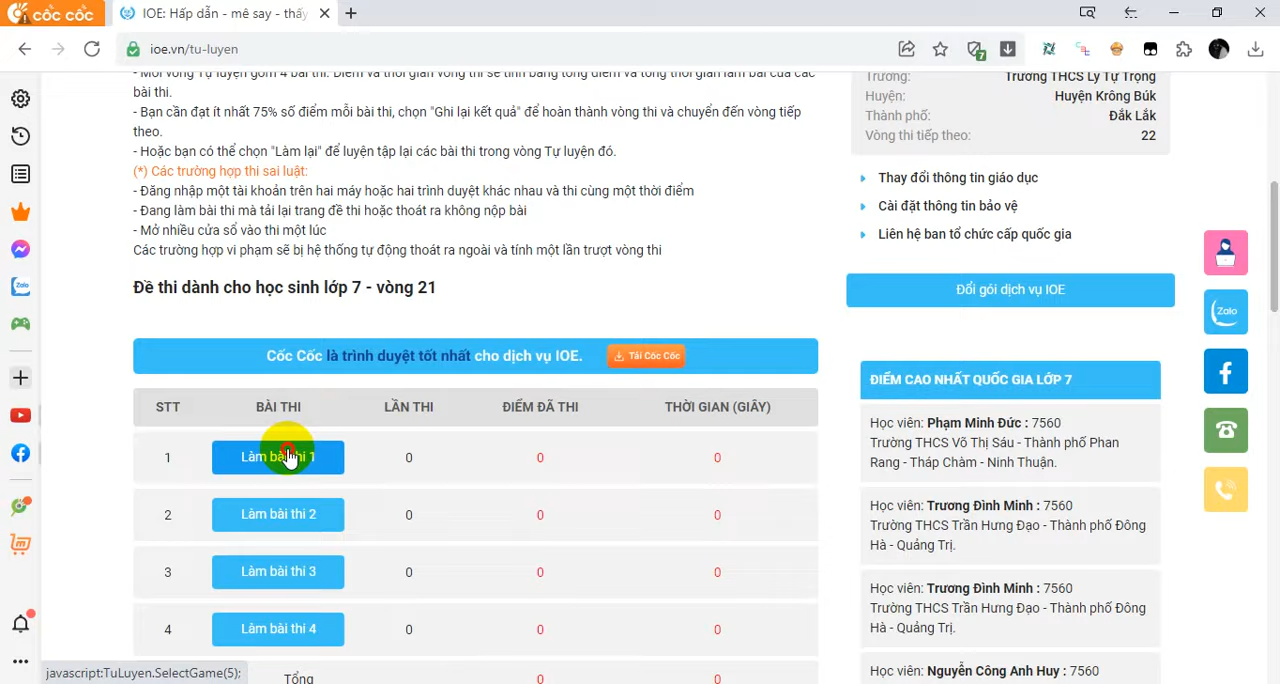 cốc cốc
IOE: Hấp dẫn - mê say - thấy
ioe.vn/tu-luyen
7
- Mỗi vòng Tự luyện gồm 4 bài thi. Điểm và thời gian vòng thi sẽ tính bằng tổng điểm và tổng thời gian làm bài của các
bài thi.
- Bạn cần đạt ít nhất 75% số điểm mỗi bài thi, chọn "Ghi lại kết quả" để hoàn thành vòng thi và chuyển đến vòng tiếp
theo.
- Hoặc bạn có thể chọn "Làm lại" để luyện tập lại các bài thi trong vòng Tự luyện đó.
(*) Các trường hợp thi sai luật:
- Đăng nhập một tài khoản trên hai máy hoặc hai trình duyệt khác nhau và thi cùng một thời điểm
- Đang làm bài thi mà tải lại trang đề thi hoặc thoát ra không nộp bài
- Mở nhiều cửa sổ vào thi một lúc
Các trường hợp vi phạm sẽ bị hệ thống tự động thoát ra ngoài và tính một lần trượt vòng thi
Đề thi dành cho học sinh lớp 7 - vòng 21
Cốc Cốc là trình duyệt tốt nhất cho dịch vụ IOE. Tải Cốc Cốc
STT BÀI THI LẦN THI ĐIỂM ĐÃ THI THỜI GIAN (GIÂY)
1 Làm bài thi 1 0 0 0
2 Làm bài thi 2 0 0 0
3 Làm bài thi 3 0 0 0
4 Làm bài thi 4 0 0 0
Tổng 0 0
javascript:TuLuyen.SelectGame(5);
Trường: Trường THCS Lý Tự Trọng
Huyện: Huyện Krông Búk
Thành phố: Đắk Lắk
Vòng thi tiếp theo: 22
Thay đổi thông tin giáo dục
Cài đặt thông tin bảo vệ
Liên hệ ban tổ chức cấp quốc gia
Đổi gói dịch vụ IOE
ĐIỂM CAO NHẤT QUỐC GIA LỚP 7
Học viên: Phạm Minh Đức : 7560
Trường THCS Võ Thị Sáu - Thành phố Phan
Rang - Tháp Chàm - Ninh Thuận.
Học viên: Trương Đình Minh : 7560
Trường THCS Trần Hưng Đạo - Thành phố Đông
Hà - Quảng Trị.
Học viên: Trương Đình Minh : 7560
Trường THCS Trần Hưng Đạo - Thành phố Đông
Hà - Quảng Trị.
Học viên: Nguyễn Công Anh Huy : 7560
Zalo
Zalo